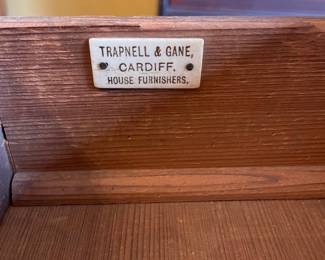 TRAPNELL & GANE,
CARDIFF.
HOUSE FURNISHERS.